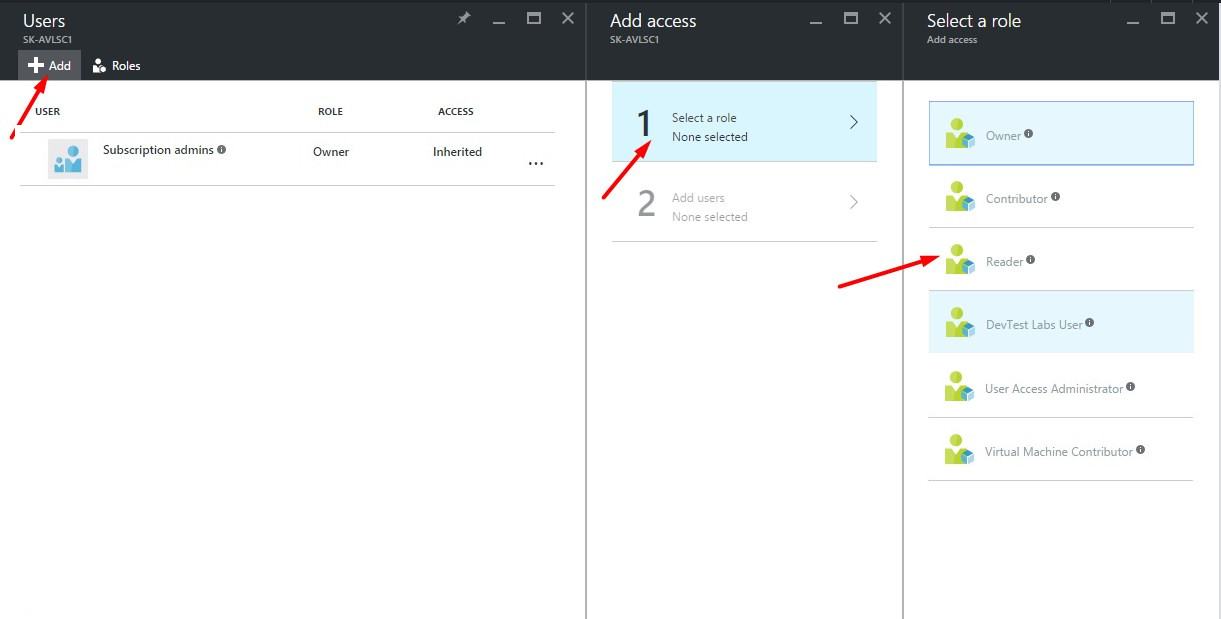 Users
SK-AVLSC1
Add
Roles
USER ROLE ACCESS
Subscription admins Owner Inherited
Add access
SK-AVLSC1
1
Select a role
None selected
2
Add users
None selected
Select a role
Add access
Owner
Contributor
Reader
DevTest Labs User
User Access Administrator
Virtual Machine Contributor